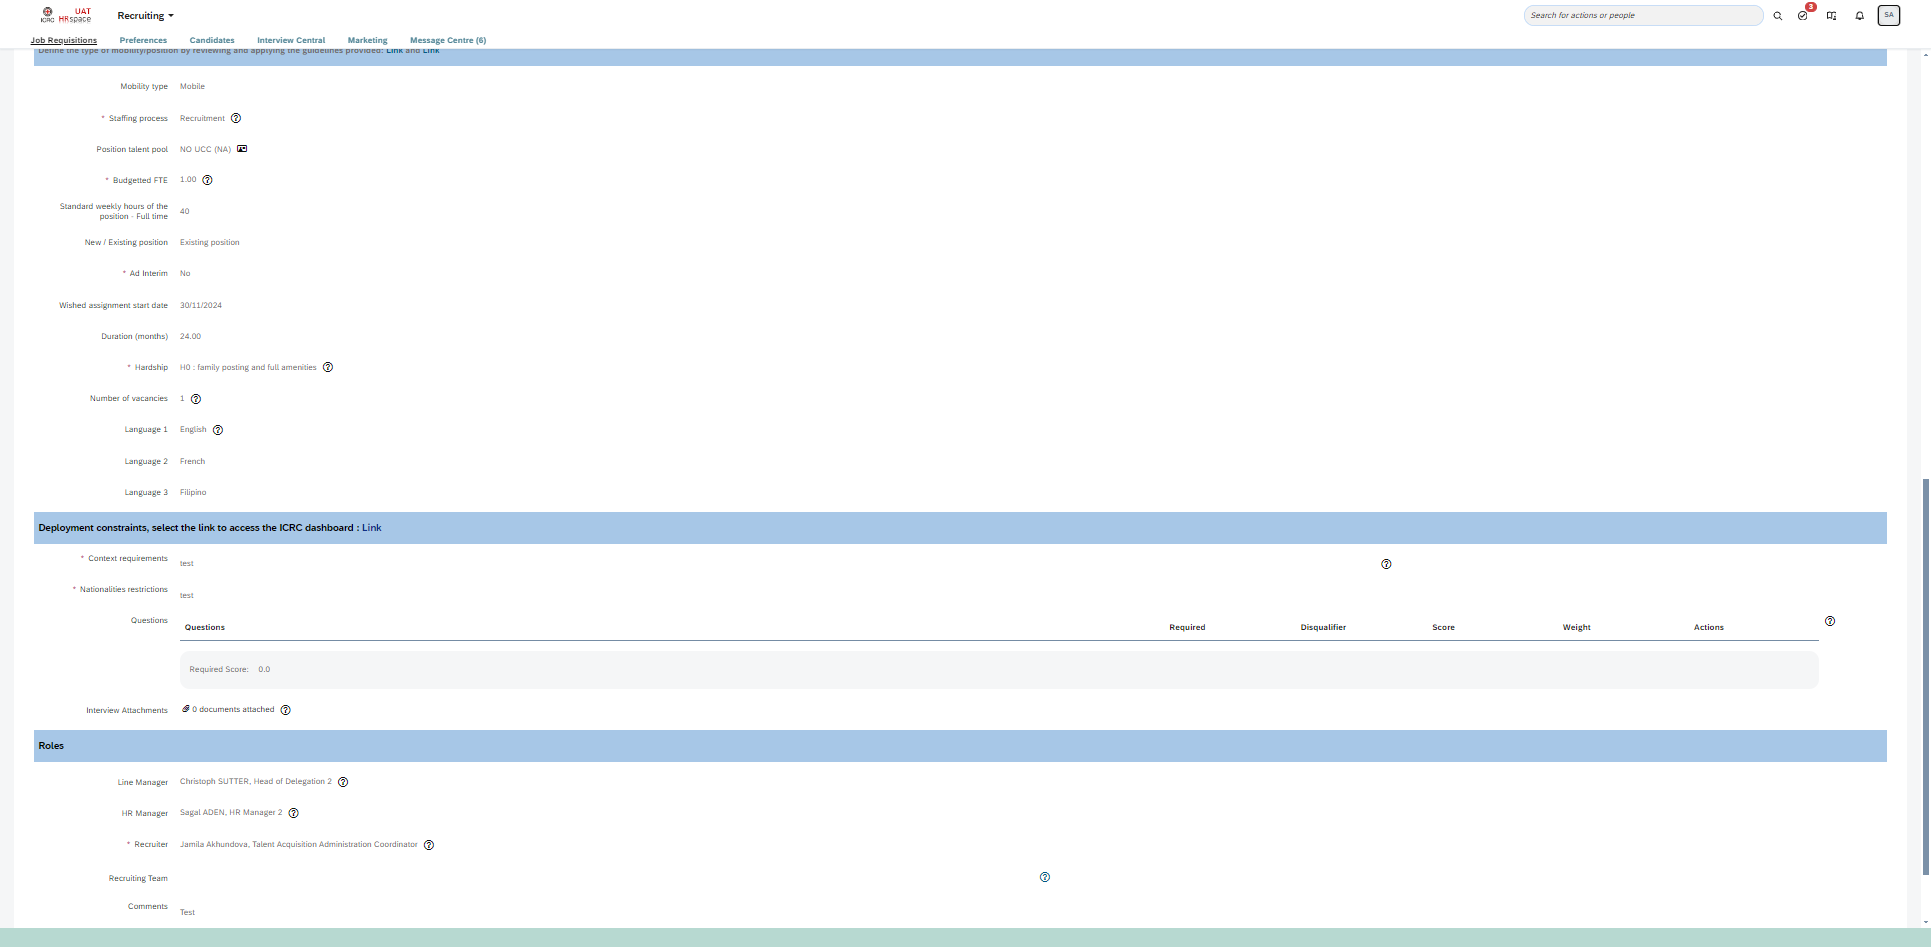 UAT
ICRC HRspace
Recruiting
Search for actions or people
3
SA
Job Requisitions Preferences Candidates Interview Central Marketing Message Centre (6)
Define the type of mobility/position by reviewing and applying the guidelines provided: Link and Link
Mobility type Mobile
* Staffing process Recruitment
Position talent pool NO UCC (NA)
* Budgetted FTE 1.00
Standard weekly hours of the
position - Full time 40
New / Existing position Existing position
* Ad Interim No
Wished assignment start date 30/11/2024
Duration (months) 24.00
* Hardship H0 : family posting and full amenities
Number of vacancies 1
Language 1 English
Language 2 French
Language 3 Filipino
Deployment constraints, select the link to access the ICRC dashboard : Link
* Context requirements test
* Nationalities restrictions test
Questions
Questions Required Disqualifier Score Weight Actions
Required Score: 0.0
Interview Attachments 0 documents attached
Roles
Line Manager Christoph SUTTER, Head of Delegation 2
HR Manager Sagal ADEN, HR Manager 2
* Recruiter Jamila Akhundova, Talent Acquisition Administration Coordinator
Recruiting Team
Comments Test